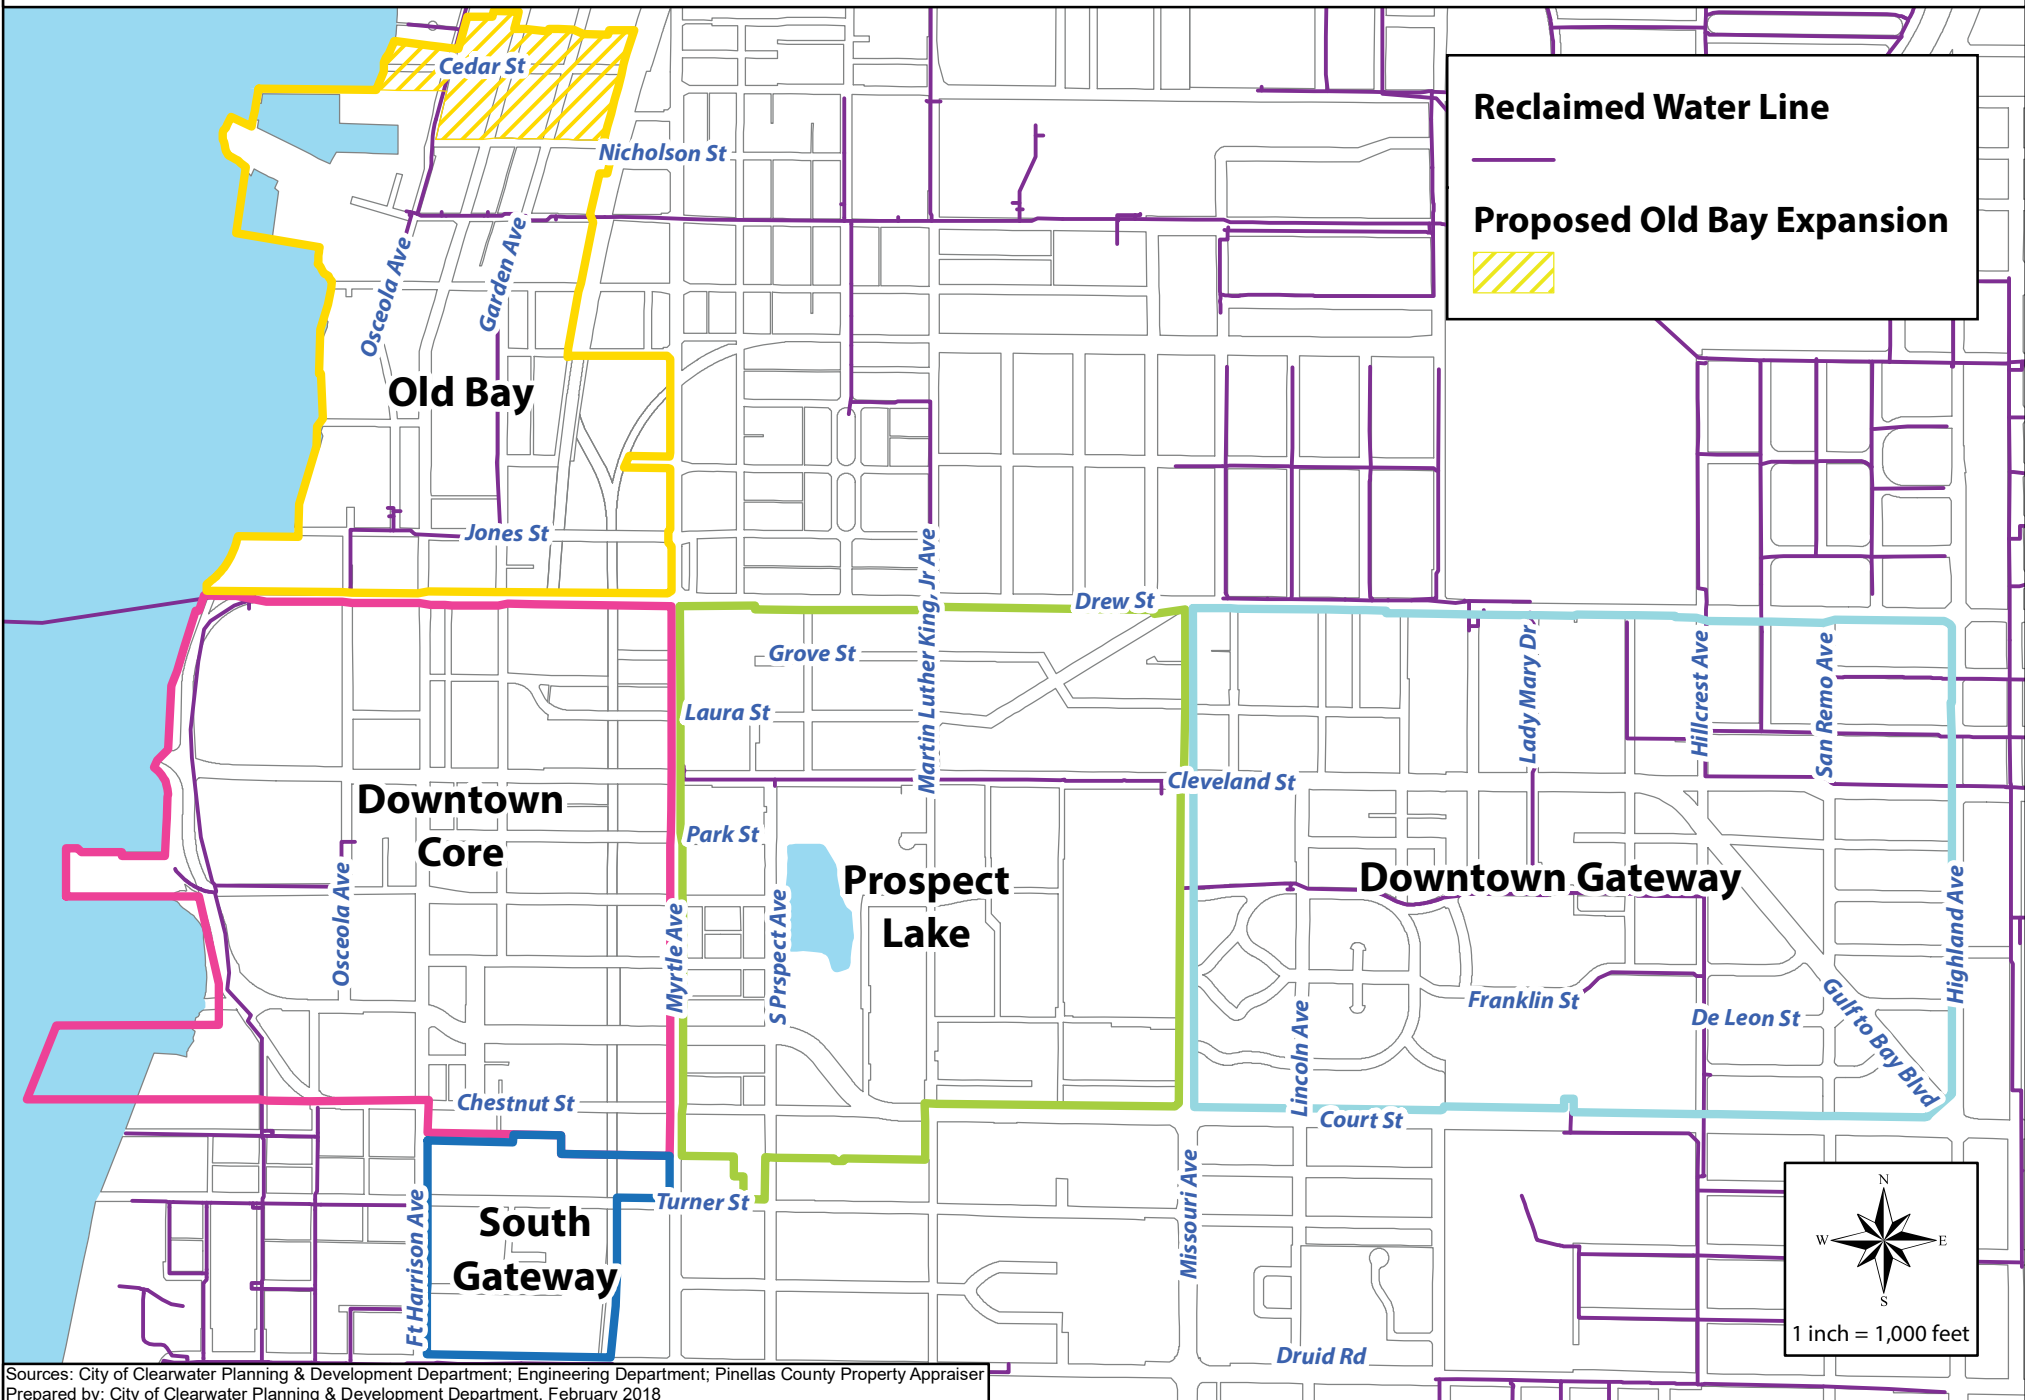 Cedar St
Reclaimed Water Line
Nicholson St
Proposed Old Bay Expansion
Osceola Ave
Garden Ave
Old Bay
Jones St
Martin Luther King, Jr Ave
Drew St
Grove St
Lady Mary Dr
Hillcrest Ave
San Remo Ave
Laura St
Cleveland St
Downtown
Core
Park St
Prospect
Lake
Downtown Gateway
Osceola Ave
Myrtle Ave
S Prspect Ave
Highland Ave
Franklin St
Lincoln Ave
De Leon St
Gulf to Bay Blvd
Chestnut St
Court St
Ft Harrison Ave
South
Gateway
Turner St
Missouri Ave
Druid Rd
N
W
E
S
1 inch = 1,000 feet
Sources: City of Clearwater Planning & Development Department; Engineering Department; Pinellas County Property Appraiser
Prepared by: City of Clearwater Planning & Development Department, February 2018